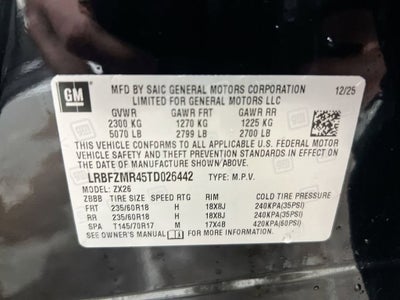 GM
MFD BY SAIC GENERAL MOTORS CORPORATION
LIMITED FOR GENERAL MOTORS LLC
12/25
GVWR GAWR FRT GAWR RR
2300 KG 1270 KG 1225 KG
5070 LB 2799 LB 2700 LB
THIS VEHICLE CONFORMS TO ALL APPLICABLE U.S. FEDERAL MOTOR
VEHICLE SAFETY, BUMPER, AND THEFT PREVENTION STANDARDS IN EFFECT ON
THE DATE OF MANUFACTURE SHOWN ABOVE.
LRBFZMR45TD026442 TYPE: M.P.V.
MODEL: ZX26
ZBBB TIRE SIZE SPEED RTG RIM COLD TIRE PRESSURE
FRT 235/60R18 H 18X8J 240KPA(35PSI)
RR 235/60R18 H 18X8J 240KPA(35PSI)
SPA T145/70R17 M 17X4B 420KPA(60PSI)
SEE OWNER'S MANUAL FOR MORE INFORMATION